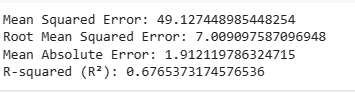 Mean Squared Error: 49.127448985448254
Root Mean Squared Error: 7.009097587096948
Mean Absolute Error: 1.912119786324715
R-squared (R²): 0.6765373174576536